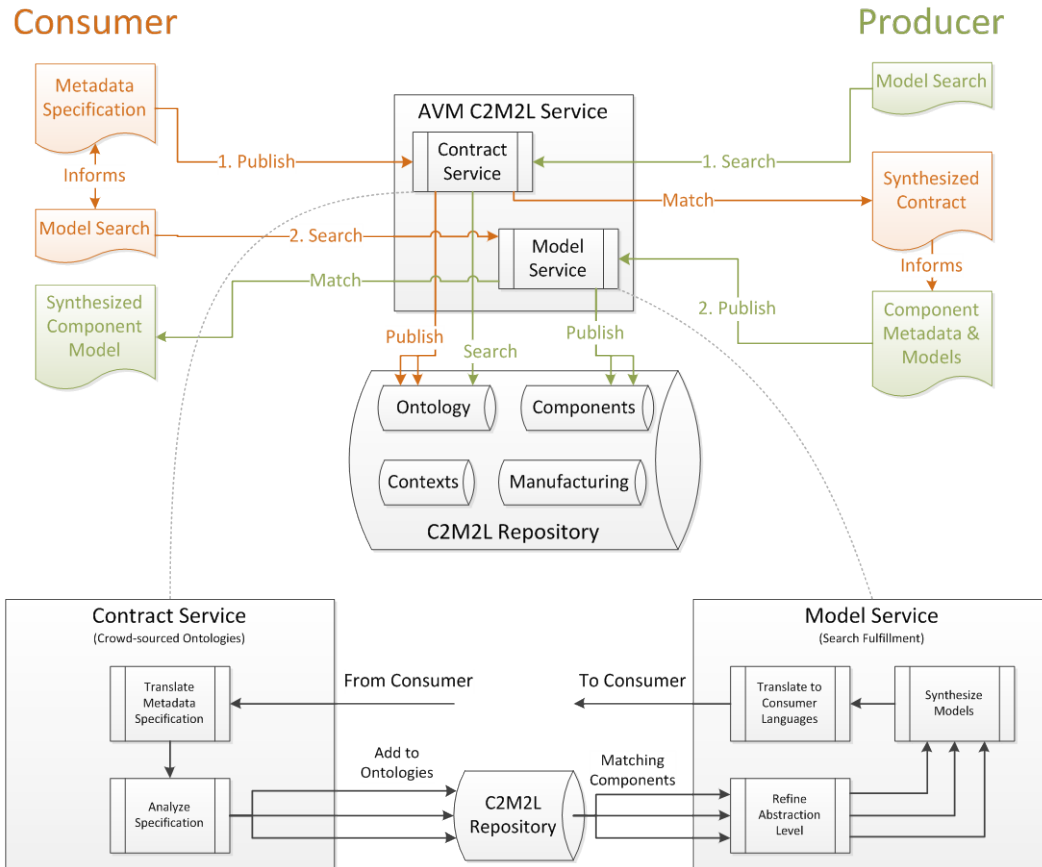 Consumer
Producer
Metadata
Specification
Informs
Model Search
Synthesized
Component
Model
1. Publish
2. Search
Match
AVM C2M2L Service
Contract
Service
Model
Service
1. Search
Match
2. Publish
Model Search
Synthesized
Contract
Informs
Component
Metadata &
Models
Publish
Search
Publish
Ontology
Components
Contexts
Manufacturing
C2M2L Repository
Contract Service
(Crowd-sourced Ontologies)
Translate
Metadata
Specification
Analyze
Specification
From Consumer
To Consumer
Add to
Ontologies
C2M2L
Repository
Matching
Components
Model Service
(Search Fulfillment)
Translate to
Consumer
Languages
Synthesize
Models
Refine
Abstraction
Level